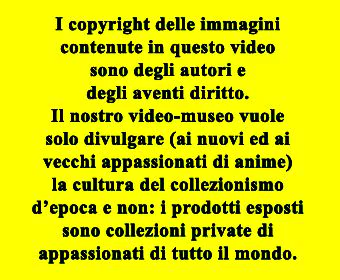 I copyright delle immagini
contenute in questo video
sono degli autori e
degli aventi diritto.
Il nostro video-museo vuole
solo divulgare (ai nuovi ed ai
vecchi appassionati di anime)
la cultura del collezionismo
d’epoca e non: i prodotti esposti
sono collezioni private di
appassionati di tutto il mondo.